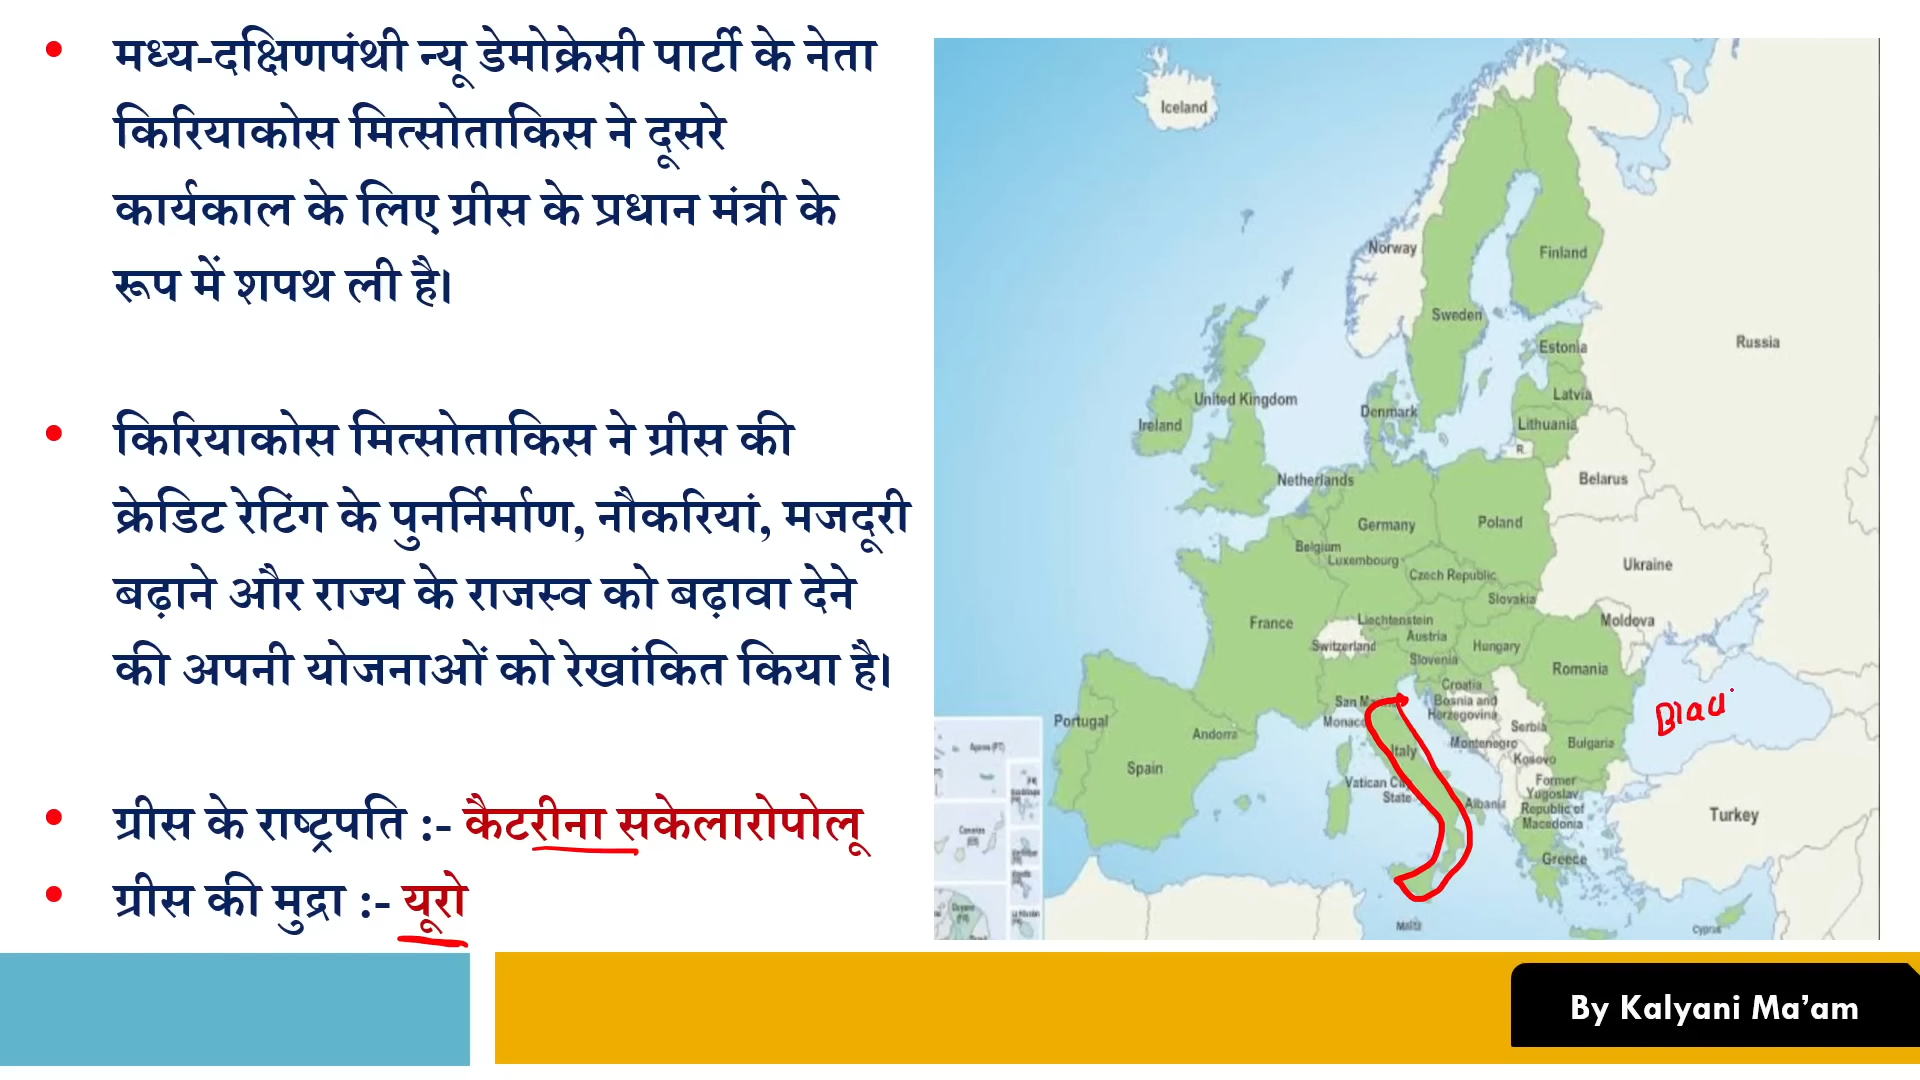 मध्य-दक्षिणपंथी न्यू डेमोक्रेसी पार्टी के नेता
किरियाकोस मित्सोताकिस ने दूसरे
कार्यकाल के लिए ग्रीस के प्रधान मंत्री के
रूप में शपथ ली है।
किरियाकोस मित्सोताकिस ने ग्रीस की
क्रेडिट रेटिंग के पुनर्निर्माण, नौकरियां, मजदूरी
बढ़ाने और राज्य के राजस्व को बढ़ावा देने
की अपनी योजनाओं को रेखांकित किया है।
ग्रीस के राष्ट्रपति :- कैटरीना सकेलारोपोलू
ग्रीस की मुद्रा :- यूरो
Iceland
Norway
Finland
Sweden
Russia
Estonia
Latvia
United Kingdom
Denmark
Ireland
Lithuania
R.
Netherlands
Belarus
Germany
Poland
Belgium
Luxembourg
Ukraine
Czech Republic
Slovakia
France
Liechtenstein
Moldova
Austria
Switzerland
Hungary
Slovenia
Romania
Croatia
San
Bosnia and
Herzegovina
Portugal
Monaco
Serbia
Andorra
Montenegro
Bulgaria
Italy
Kosovo
Spain
Vatican City
State
Former
Yugoslav
Republic of
Macedonia
Albania
Turkey
Greece
Malta
Cyprus
By Kalyani Ma’am